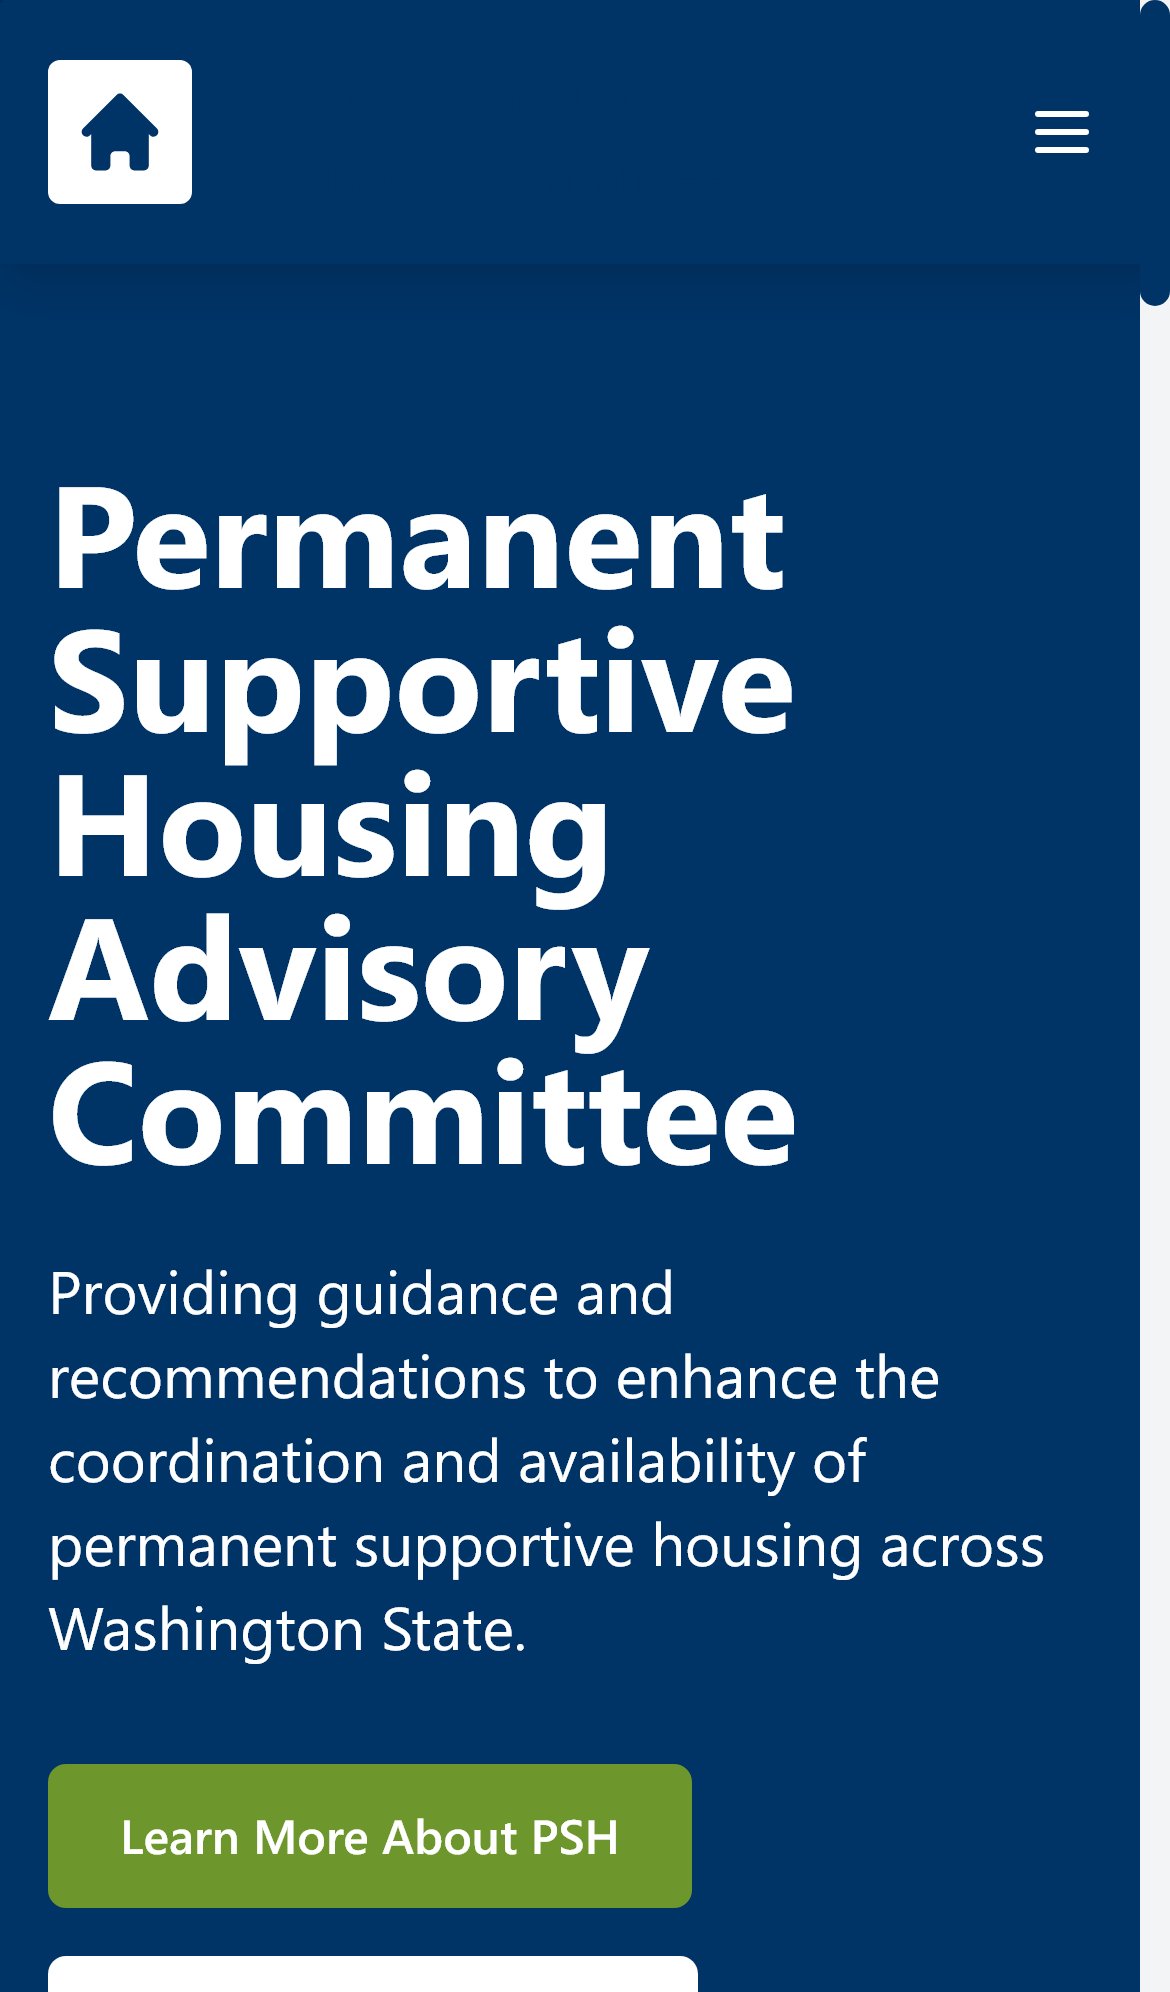 Permanent
Supportive
Housing
Advisory
Committee
Providing guidance and
recommendations to enhance the
coordination and availability of
permanent supportive housing across
Washington State.
Learn More About PSH